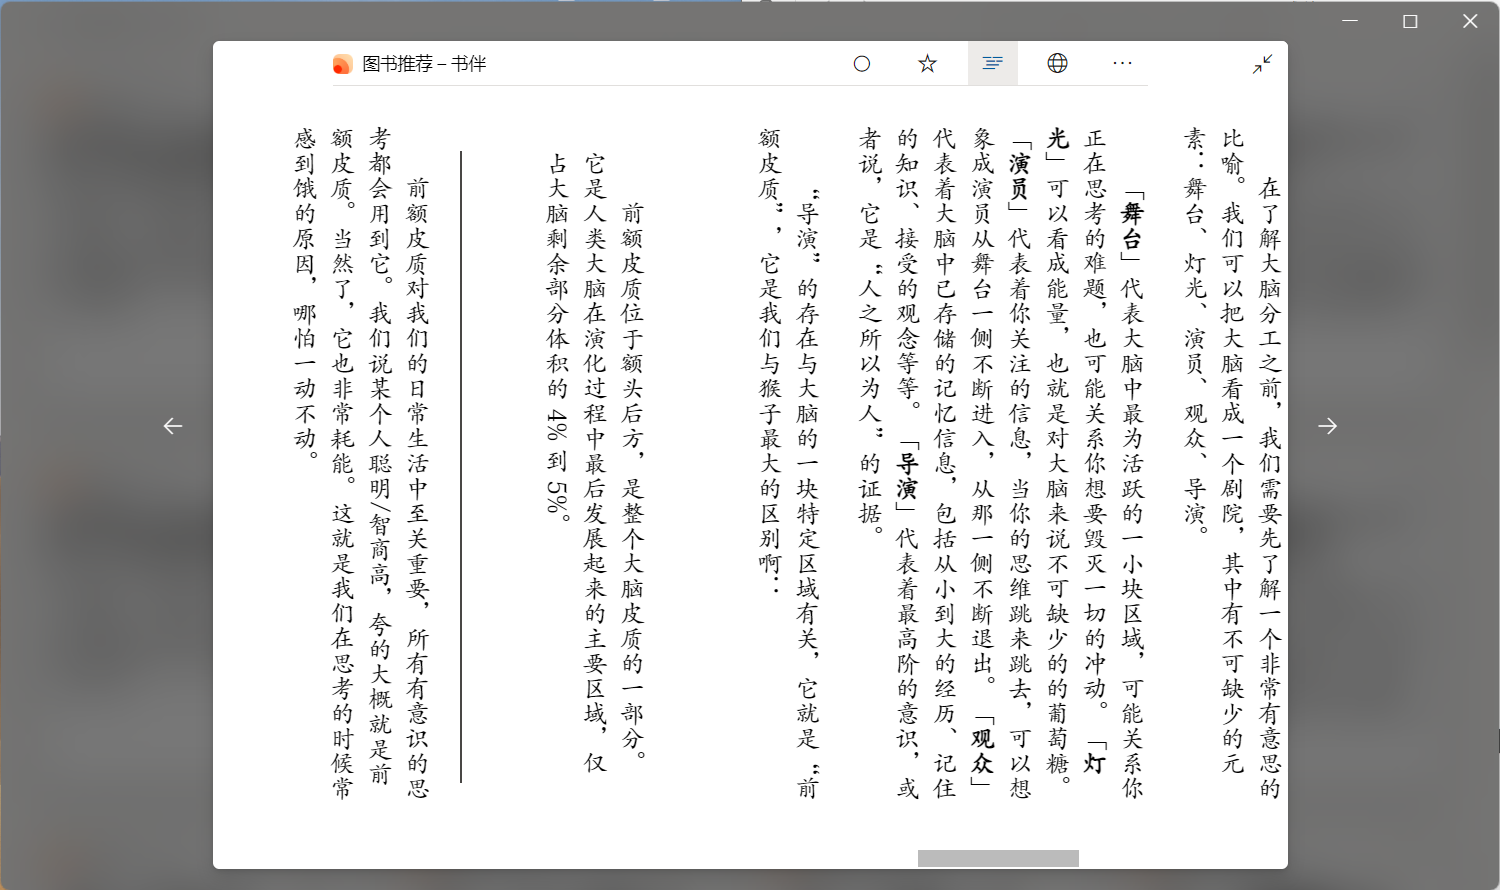 图书推荐 – 书伴
在了解大脑分工之前，我们需要先了解一个非常有意思的
比喻。我们可以把大脑看成一个剧院，其中有不可缺少的元
素：舞台、灯光、演员、观众、导演。
「舞台」代表大脑中最为活跃的一小块区域，可能关系你
正在思考的难题，也可能关系你想要毁灭一切的冲动。「灯
光」可以看成能量，也就是对大脑来说不可缺少的的葡萄糖。
「演员」代表着你关注的信息，当你的思维跳来跳去，可以想
象成演员从舞台一侧不断进入，从那一侧不断退出。「观众」
代表着大脑中已存储的记忆信息，包括从小到大的经历、记住
的知识、接受的观念等等。「导演」代表着最高阶的意识，或
者说，它是“人之所以为人”的证据。
“导演”的存在与大脑的一块特定区域有关，它就是“前
额皮质”，它是我们与猴子最大的区别啊：
前额皮质位于额头后方，是整个大脑皮质的一部分。
它是人类大脑在演化过程中最后发展起来的主要区域，仅
占大脑剩余部分体积的 4% 到 5%。
前额皮质对我们的日常生活中至关重要，所有有意识的思
考都会用到它。我们说某个人聪明/智商高，夸的大概就是前
额皮质。当然了，它也非常耗能。这就是我们在思考的时候常
感到饿的原因，哪怕一动不动。